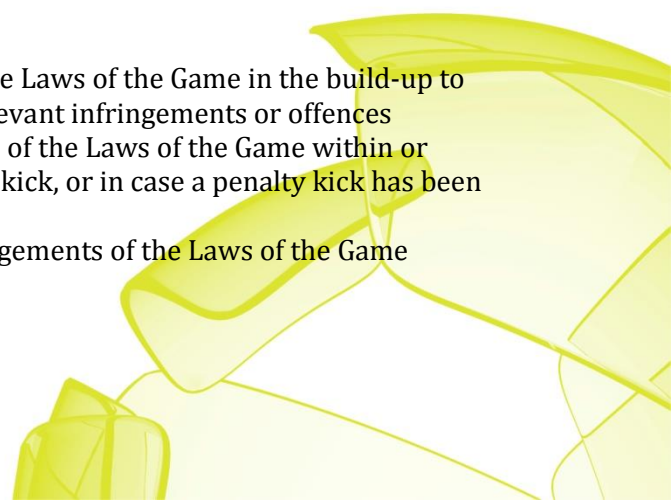 e Laws of the Game in the build-up to
evant infringements or offences
of the Laws of the Game within or
kick, or in case a penalty kick has been
gements of the Laws of the Game